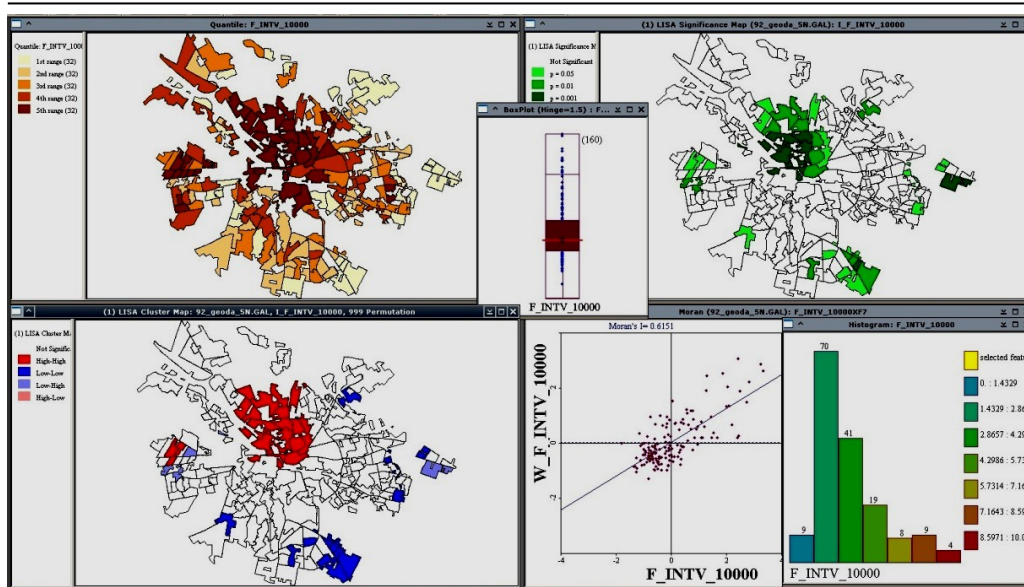 Quantile: F_INTV_10000
Quantile: F_INTV_1000
1st range (32)
2nd range (32)
3rd range (32)
4th range (32)
5th range (32)
(1) LISA Significance Map (92_geoda_5N.GAL): I_F_INTV_10000
(1) LISA Significance M
Not Significant
p = 0.05
p = 0.01
p = 0.001
BoxPlot (Hinge=1.5) : F...
(160)
F_INTV_10000
(1) LISA Cluster Map: 92_geoda_5N.GAL, I_F_INTV_10000, 999 Permutation
(1) LISA Cluster Ma
Not Signific
High-High
Low-Low
Low-High
High-Low
Moran (92_geoda_5N.GAL): F_INTV_10000XF7
Moran's I= 0.6151
W_F_INTV_10000
2
0
-2
-4
-2
0
2
4
F_INTV_10000
Histogram: F_INTV_10000
9
70
41
19
8
9
4
F_INTV_10000
selected featu
0. : 1.4329
1.4329 : 2.86
2.8657 : 4.29
4.2986 : 5.73
5.7314 : 7.16
7.1643 : 8.59
8.5971 : 10.0